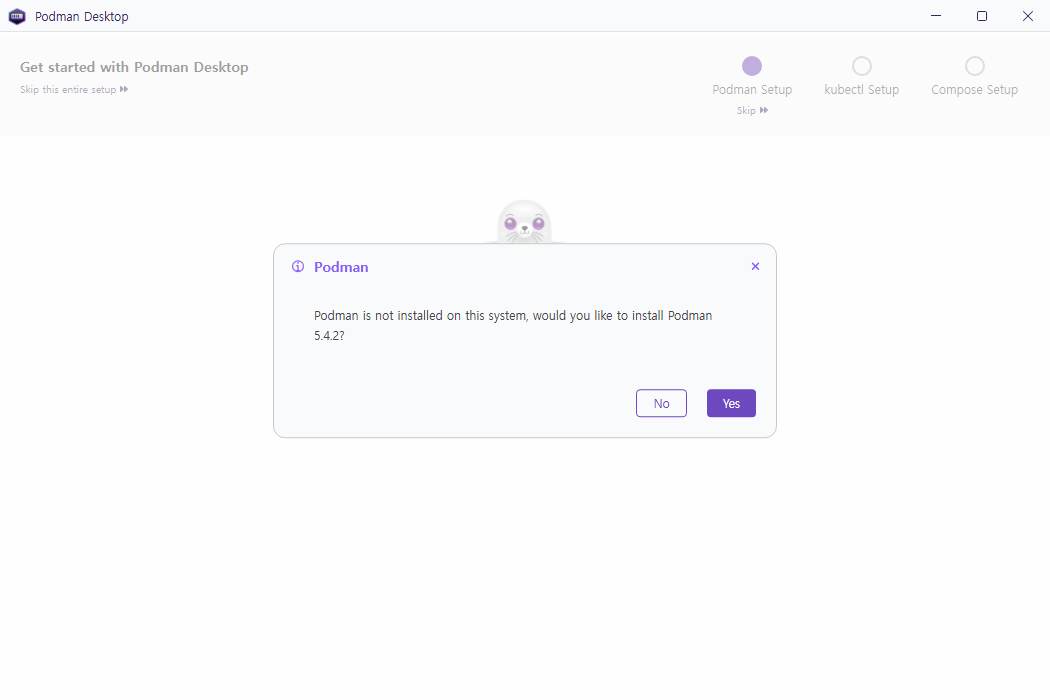 Podman Desktop
Get started with Podman Desktop
Skip this entire setup
Podman Setup
kubectl Setup
Compose Setup
Skip
Podman
Podman is not installed on this system, would you like to install Podman
5.4.2?
No
Yes